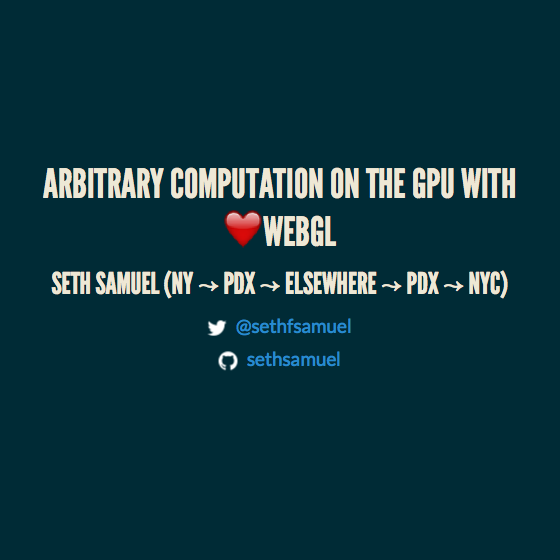 ARBITRARY COMPUTATION ON THE GPU WITH
❤️WEBGL
SETH SAMUEL (NY → PDX → ELSEWHERE → PDX → NYC)
@sethfsamuel
sethsamuel